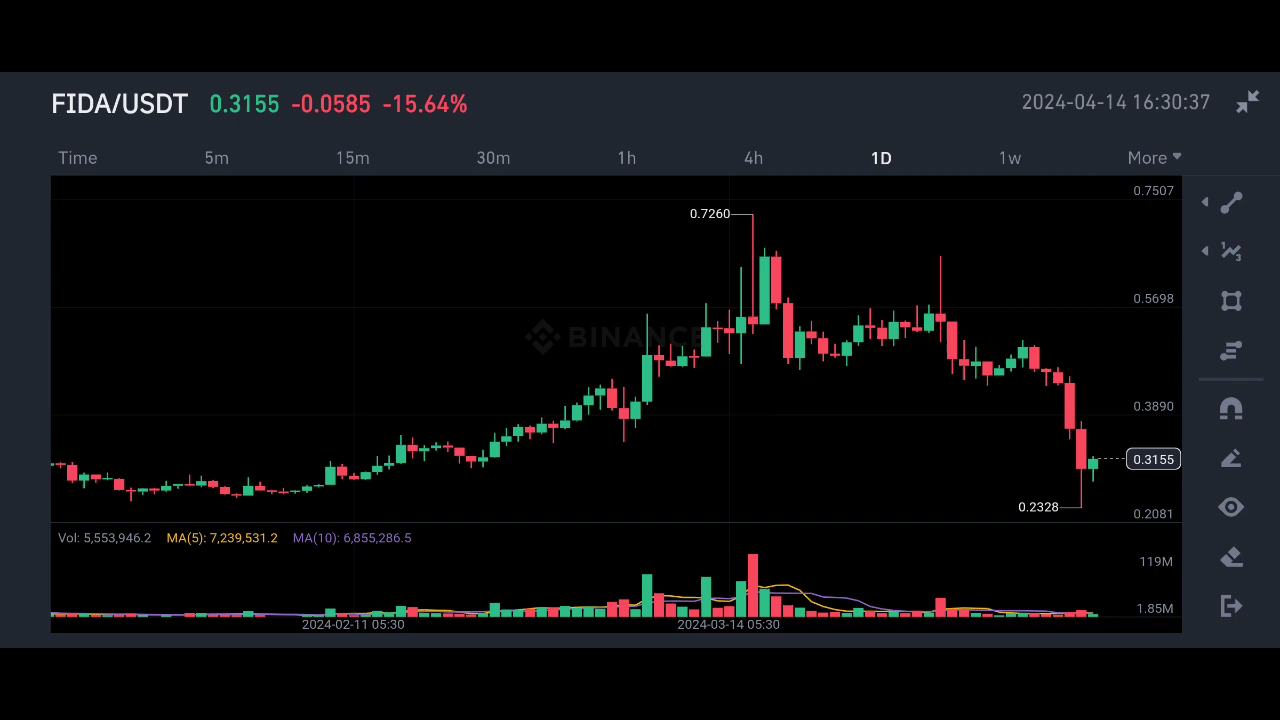 FIDA/USDT 0.3155 -0.0585 -15.64% 2024-04-14 16:30:37
Time 5m 15m 30m 1h 4h 1D 1w More
0.7507
0.7260
0.5698
BINANCE
0.3890
0.3155
0.2328
0.2081
Vol: 5,553,946.2 MA(5): 7,239,531.2 MA(10): 6,855,286.5
119M
1.85M
2024-02-11 05:30 2024-03-14 05:30